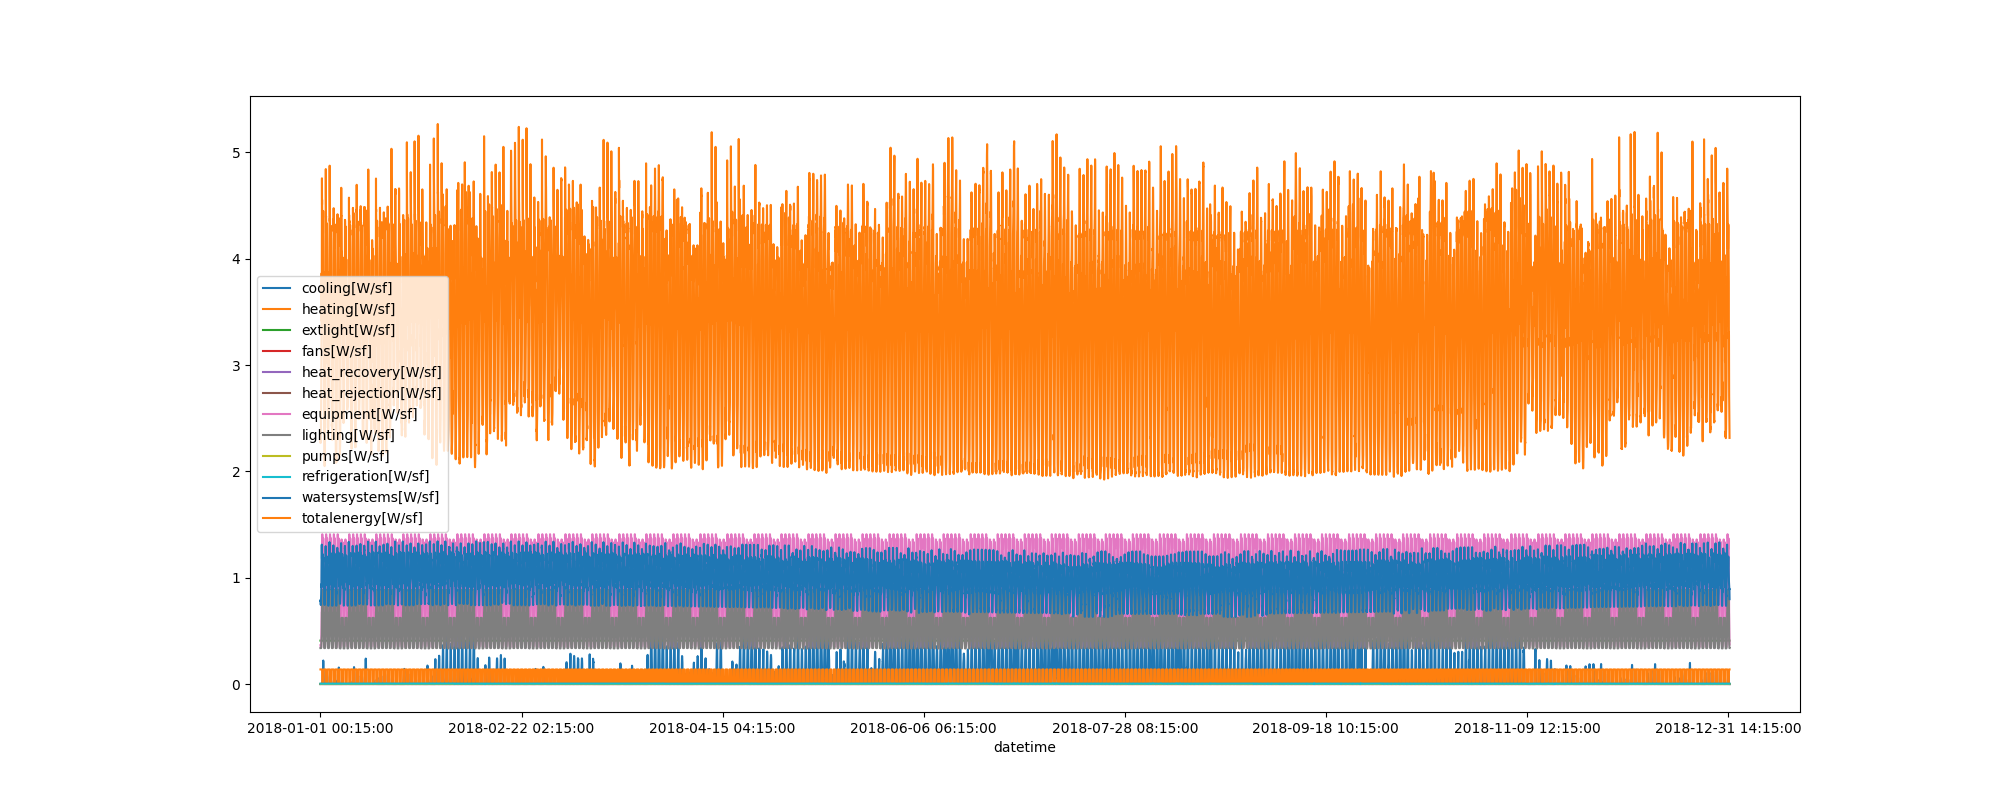 5
4
3
2
1
0
cooling[W/sf]
heating[W/sf]
extlight[W/sf]
fans[W/sf]
heat_recovery[W/sf]
heat_rejection[W/sf]
equipment[W/sf]
lighting[W/sf]
pumps[W/sf]
refrigeration[W/sf]
watersystems[W/sf]
totalenergy[W/sf]
2018-01-01 00:15:00 2018-02-22 02:15:00 2018-04-15 04:15:00 2018-06-06 06:15:00 2018-07-28 08:15:00 2018-09-18 10:15:00 2018-11-09 12:15:00 2018-12-31 14:15:00
datetime